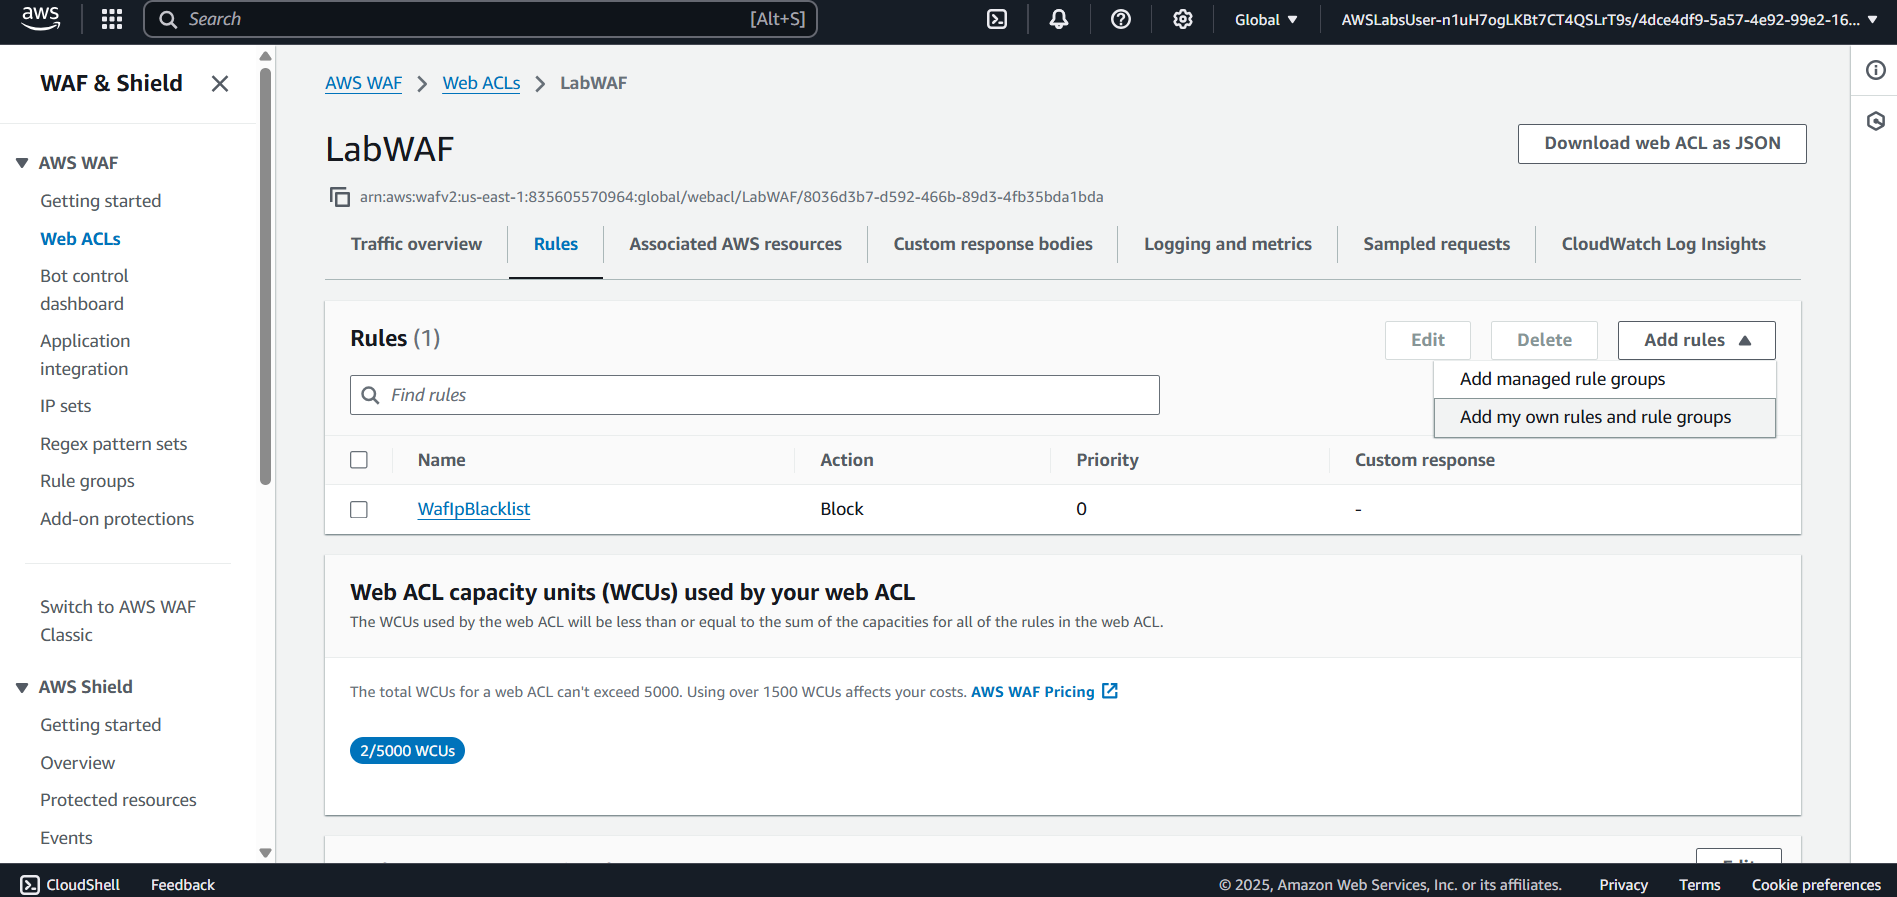 aws
Search
[Alt+S]
Global
AWSLabsUser-n1uH7ogLKBt7CT4QSLrT9s/4dce4df9-5a57-4e92-99e2-16...
WAF & Shield
AWS WAF
Getting started
Web ACLs
Bot control
dashboard
Application
integration
IP sets
Regex pattern sets
Rule groups
Add-on protections
Switch to AWS WAF
Classic
AWS Shield
Getting started
Overview
Protected resources
Events
AWS WAF
Web ACLs
LabWAF
LabWAF
Download web ACL as JSON
arn:aws:wafv2:us-east-1:835605570964:global/webacl/LabWAF/8036d3b7-d592-466b-89d3-4fb35bda1bda
Traffic overview
Rules
Associated AWS resources
Custom response bodies
Logging and metrics
Sampled requests
CloudWatch Log Insights
Rules (1)
Edit
Delete
Add rules
Add managed rule groups
Add my own rules and rule groups
Find rules
Name
Action
Priority
Custom response
WafIpBlacklist
Block
0
-
Web ACL capacity units (WCUs) used by your web ACL
The WCUs used by the web ACL will be less than or equal to the sum of the capacities for all of the rules in the web ACL.
The total WCUs for a web ACL can't exceed 5000. Using over 1500 WCUs affects your costs. AWS WAF Pricing
2/5000 WCUs
CloudShell
Feedback
© 2025, Amazon Web Services, Inc. or its affiliates.
Privacy
Terms
Cookie preferences